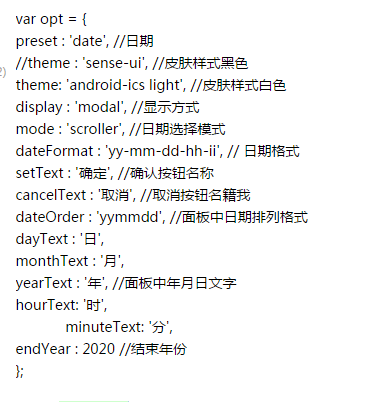 var opt = {
preset : 'date', //日期
//theme : 'sense-ui', //皮肤样式黑色
2)
theme: 'android-ics light', //皮肤样式白色
display : 'modal', //显示方式
mode : 'scroller', //日期选择模式
dateFormat : 'yy-mm-dd-hh-ii', // 日期格式
setText : '确定', //确认按钮名称
cancelText : '取消', //取消按钮名籍我
dateOrder : 'yymmdd', //面板中日期排列格式
dayText : '日',
monthText : '月',
yearText : '年', //面板中年月日文字
hourText: '时',
minuteText: '分',
endYear : 2020 //结束年份
};